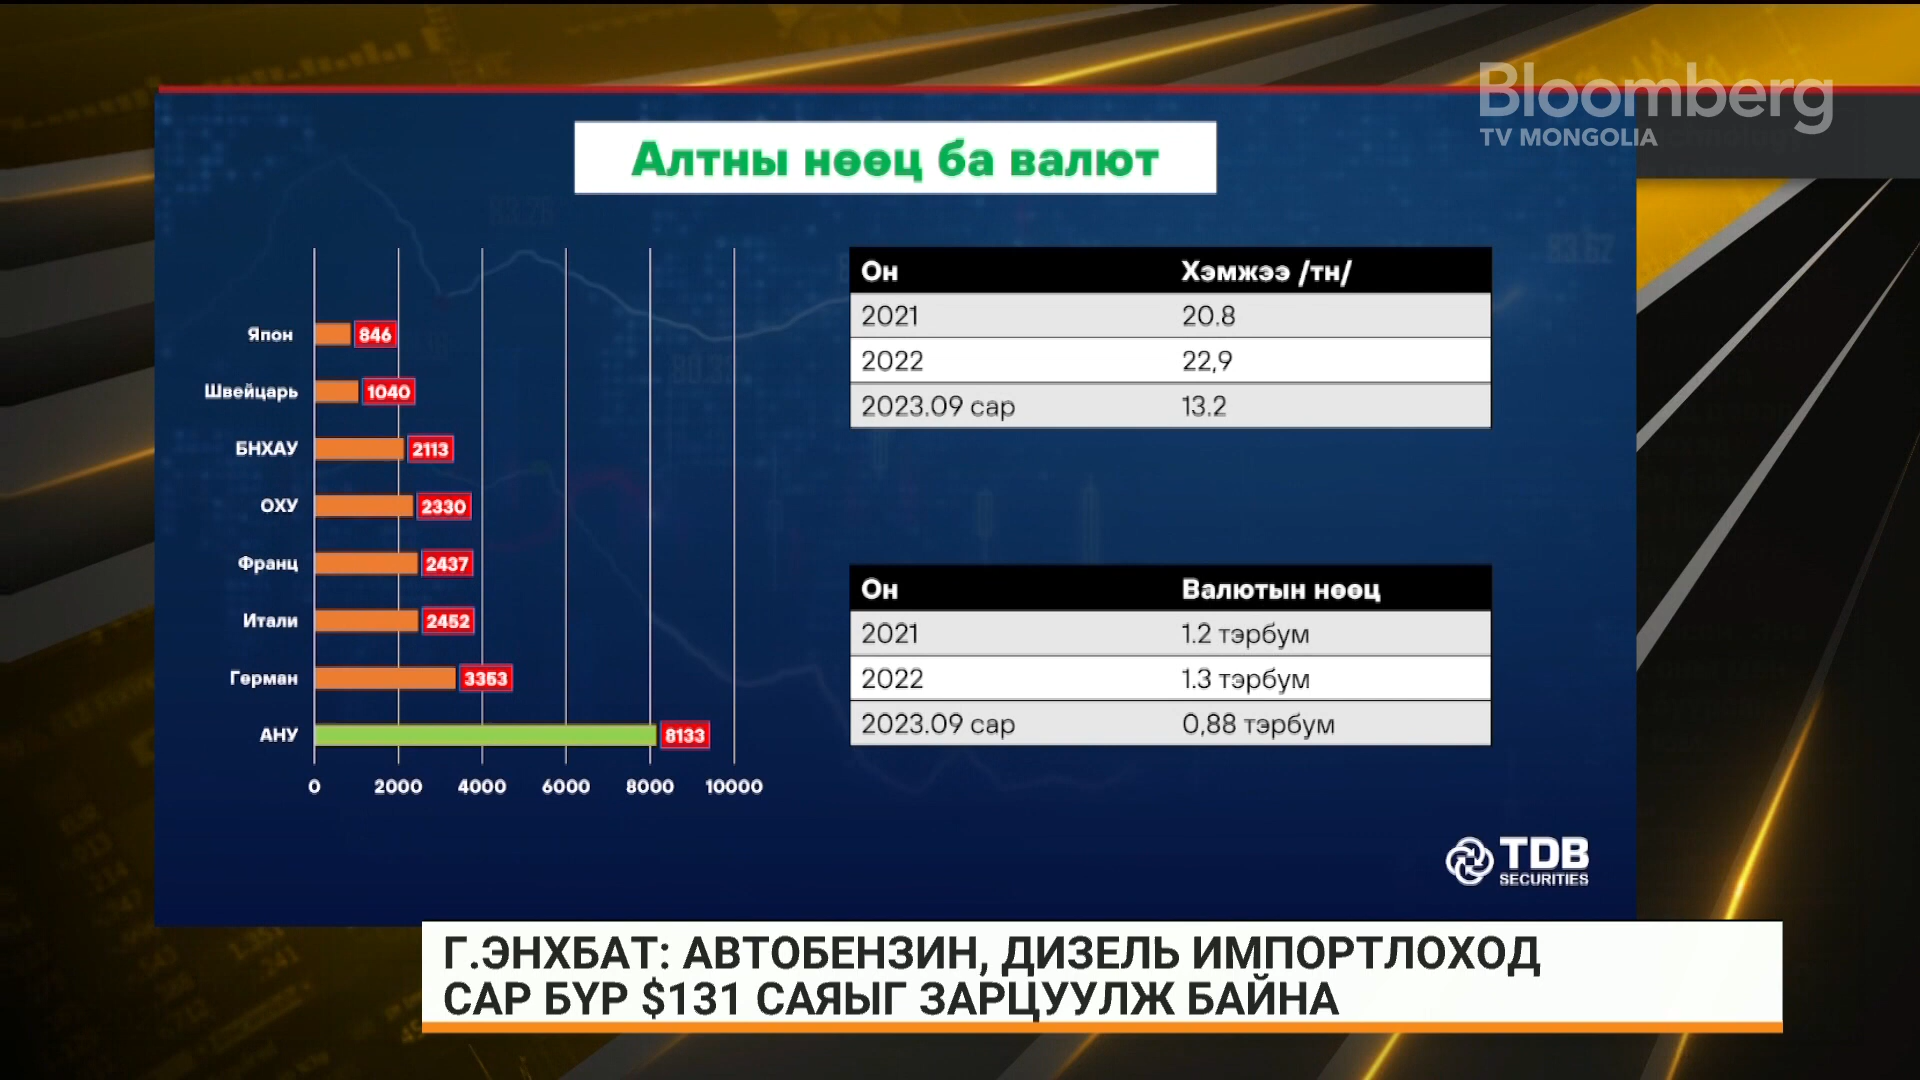 Bloomberg
TV MONGOLIA
Алтны нөөц ба валют
Япон 846
Швейцарь 1040
БНХАУ 2113
ОХУ 2330
Франц 2437
Итали 2452
Герман 3353
АНУ 8133
0 2000 4000 6000 8000 10000
Он Хэмжээ /тн/
2021 20.8
2022 22,9
2023.09 сар 13.2
Он Валютын нөөц
2021 1.2 тэрбум
2022 1.3 тэрбум
2023.09 сар 0,88 тэрбум
TDB
SECURITIES
Г.ЭНХБАТ: АВТОБЕНЗИН, ДИЗЕЛЬ ИМПОРТЛОХОД
САР БҮР $131 САЯЫГ ЗАРЦУУЛЖ БАЙНА